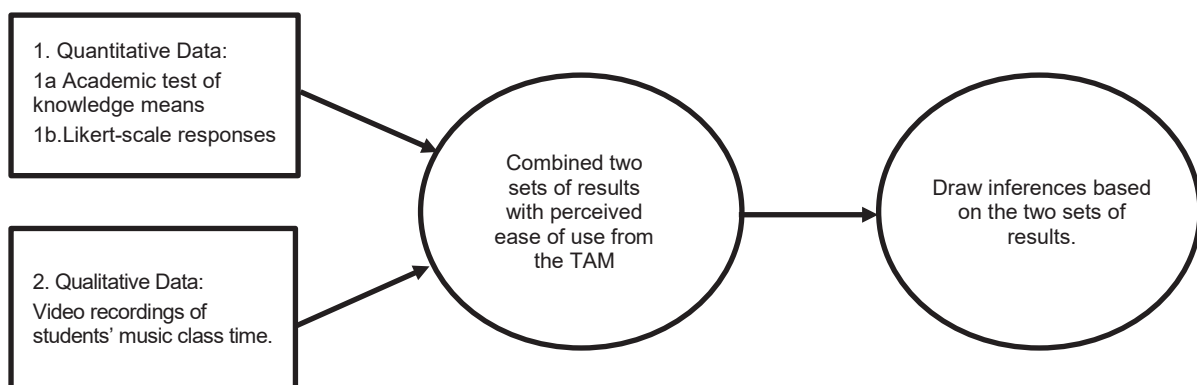 1. Quantitative Data:
1a Academic test of
knowledge means
1b.Likert-scale responses
2. Qualitative Data:
Video recordings of
students’ music class time.
Combined two
sets of results
with perceived
ease of use from
the TAM
Draw inferences based
on the two sets of
results.